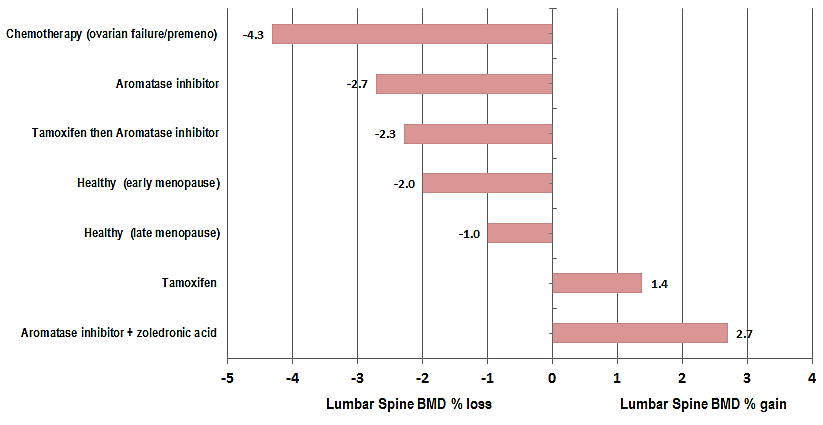 Chemotherapy (ovarian failure/premeno) -4.3
Aromatase inhibitor -2.7
Tamoxifen then Aromatase inhibitor -2.3
Healthy (early menopause) -2.0
Healthy (late menopause) -1.0
Tamoxifen 1.4
Aromatase inhibitor + zoledronic acid 2.7
-5 -4 -3 -2 -1 0 1 2 3 4
Lumbar Spine BMD % loss Lumbar Spine BMD % gain